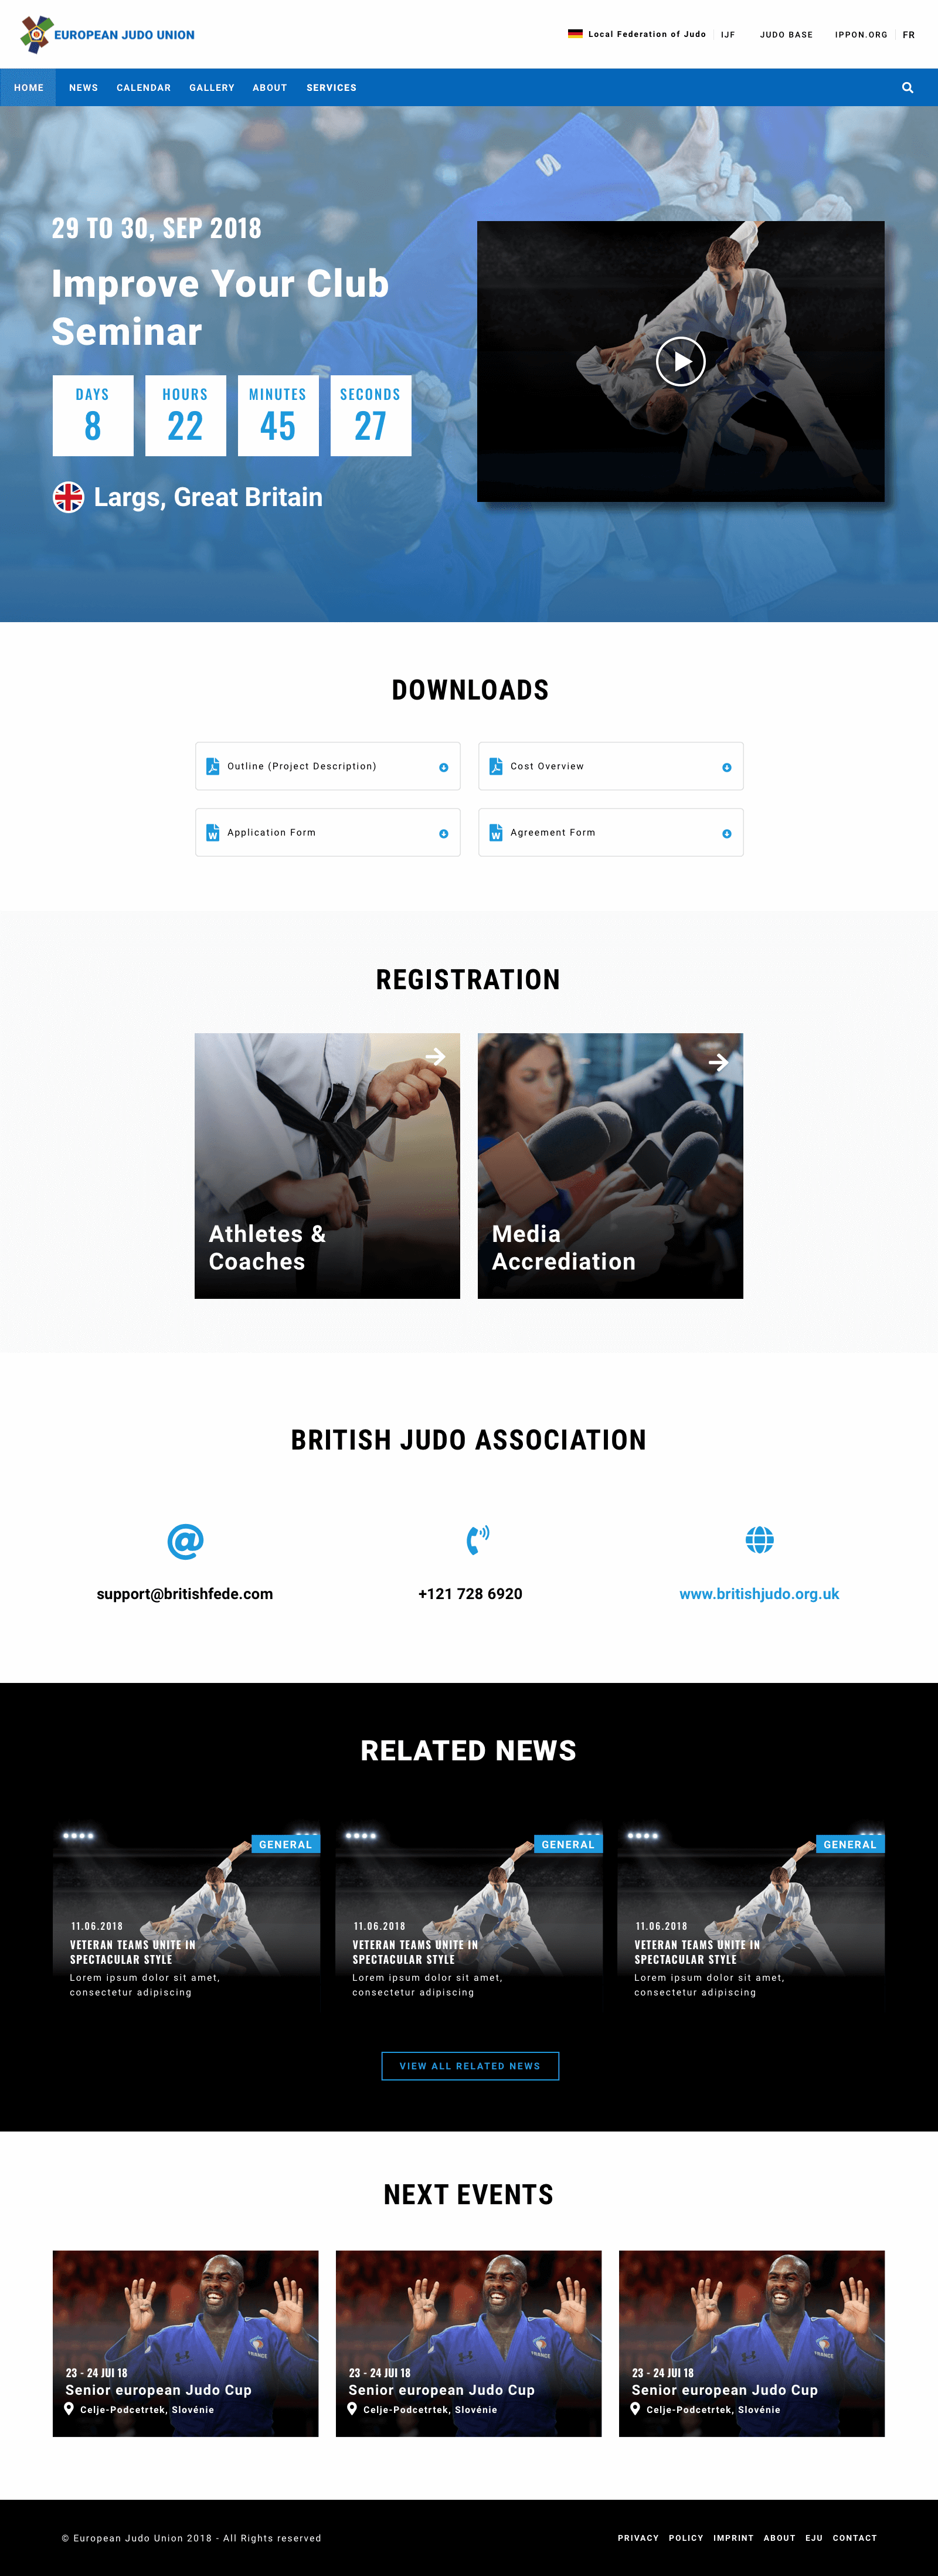 EUROPEAN JUDO UNION
Local Federation of Judo
IJF
JUDO BASE
IPPON.ORG
FR
HOME
NEWS
CALENDAR
GALLERY
ABOUT
SERVICES
29 TO 30, SEP 2018
Improve Your Club
Seminar
DAYS
8
HOURS
22
MINUTES
45
SECONDS
27
Largs, Great Britain
DOWNLOADS
Outline (Project Description)
Cost Overview
Application Form
Agreement Form
REGISTRATION
Athletes &
Coaches
Media
Accrediation
BRITISH JUDO ASSOCIATION
support@britishfede.com
+121 728 6920
www.britishjudo.org.uk
RELATED NEWS
GENERAL
11.06.2018
VETERAN TEAMS UNITE IN
SPECTACULAR STYLE
Lorem ipsum dolor sit amet,
consectetur adipiscing
GENERAL
11.06.2018
VETERAN TEAMS UNITE IN
SPECTACULAR STYLE
Lorem ipsum dolor sit amet,
consectetur adipiscing
GENERAL
11.06.2018
VETERAN TEAMS UNITE IN
SPECTACULAR STYLE
Lorem ipsum dolor sit amet,
consectetur adipiscing
VIEW ALL RELATED NEWS
NEXT EVENTS
FRANCE
23 - 24 JUI 18
Senior european Judo Cup
Celje-Podcetrtek, Slovénie
FRANCE
23 - 24 JUI 18
Senior european Judo Cup
Celje-Podcetrtek, Slovénie
FRANCE
23 - 24 JUI 18
Senior european Judo Cup
Celje-Podcetrtek, Slovénie
© European Judo Union 2018 - All Rights reserved
PRIVACY POLICY IMPRINT ABOUT EJU CONTACT